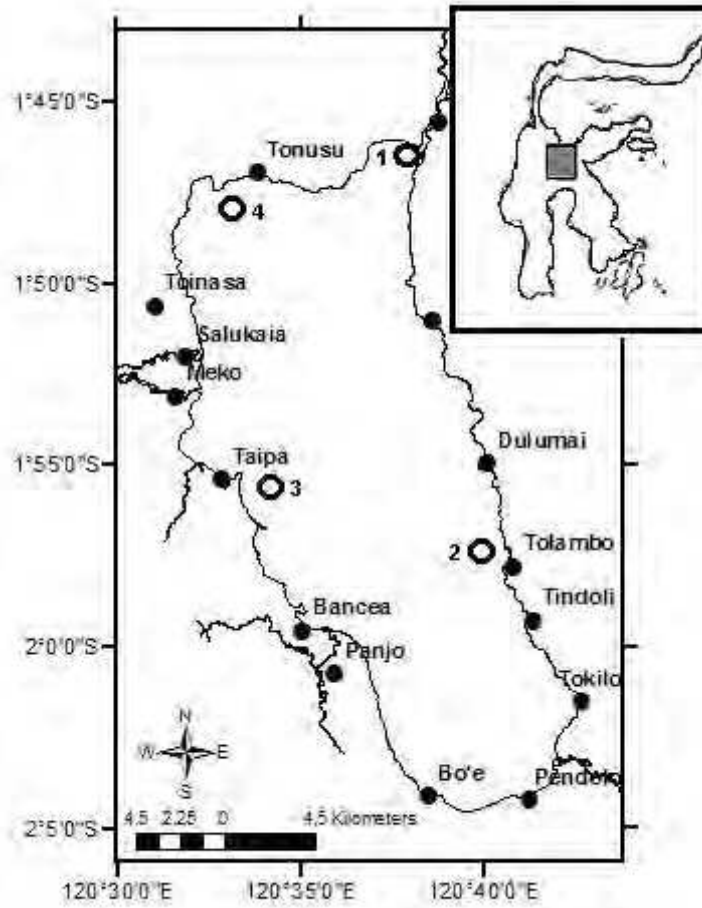 1°45'0"S
Tonusu
1
4
1°50'0"S
Toinasa
Salukaia
Meko
1°55'0"S
Taipa
3
Dulumai
2
Tolambo
Tindoli
Bancea
2°0'0"S
Panjo
Tokilo
N
W E
S
Bo'e
Pendolo
4.5 2.25 0 4.5 Kilometers
2°5'0"S
120°30'0"E 120°35'0"E 120°40'0"E